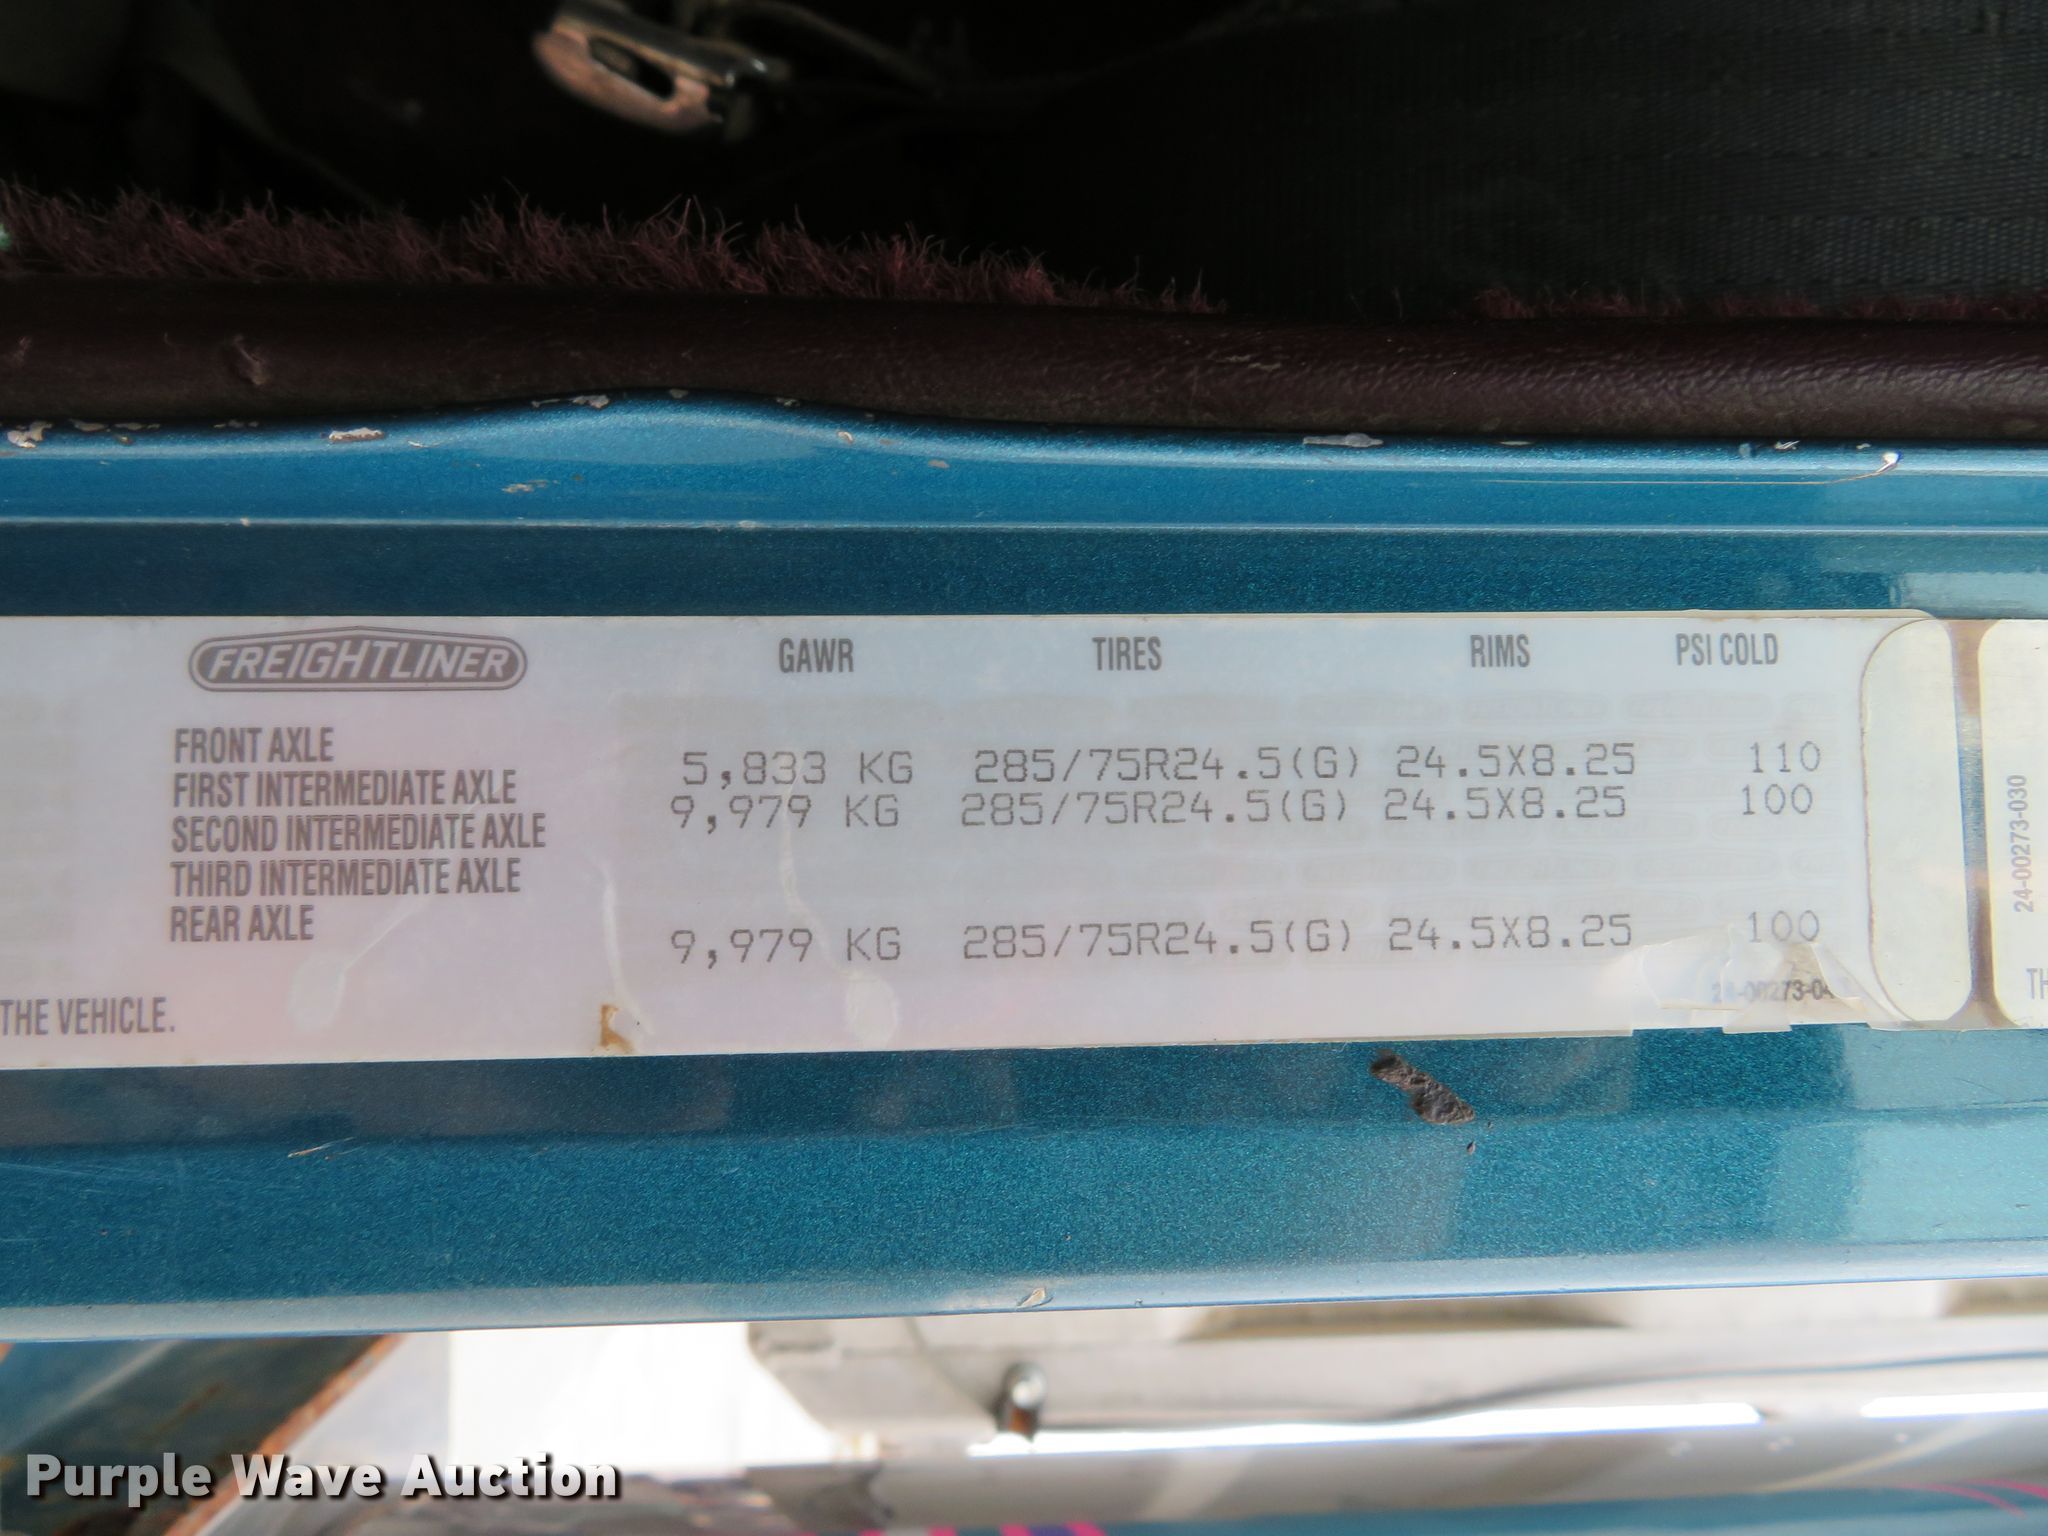 FREIGHTLINER GAWR TIRES RIMS PSI COLD
FRONT AXLE 5,833 KG 285/75R24.5(G) 24.5X8.25 110
FIRST INTERMEDIATE AXLE 9,979 KG 285/75R24.5(G) 24.5X8.25 100
SECOND INTERMEDIATE AXLE
THIRD INTERMEDIATE AXLE
REAR AXLE 9,979 KG 285/75R24.5(G) 24.5X8.25 100
THE VEHICLE.
24-00273-030
TH
Purple Wave Auction